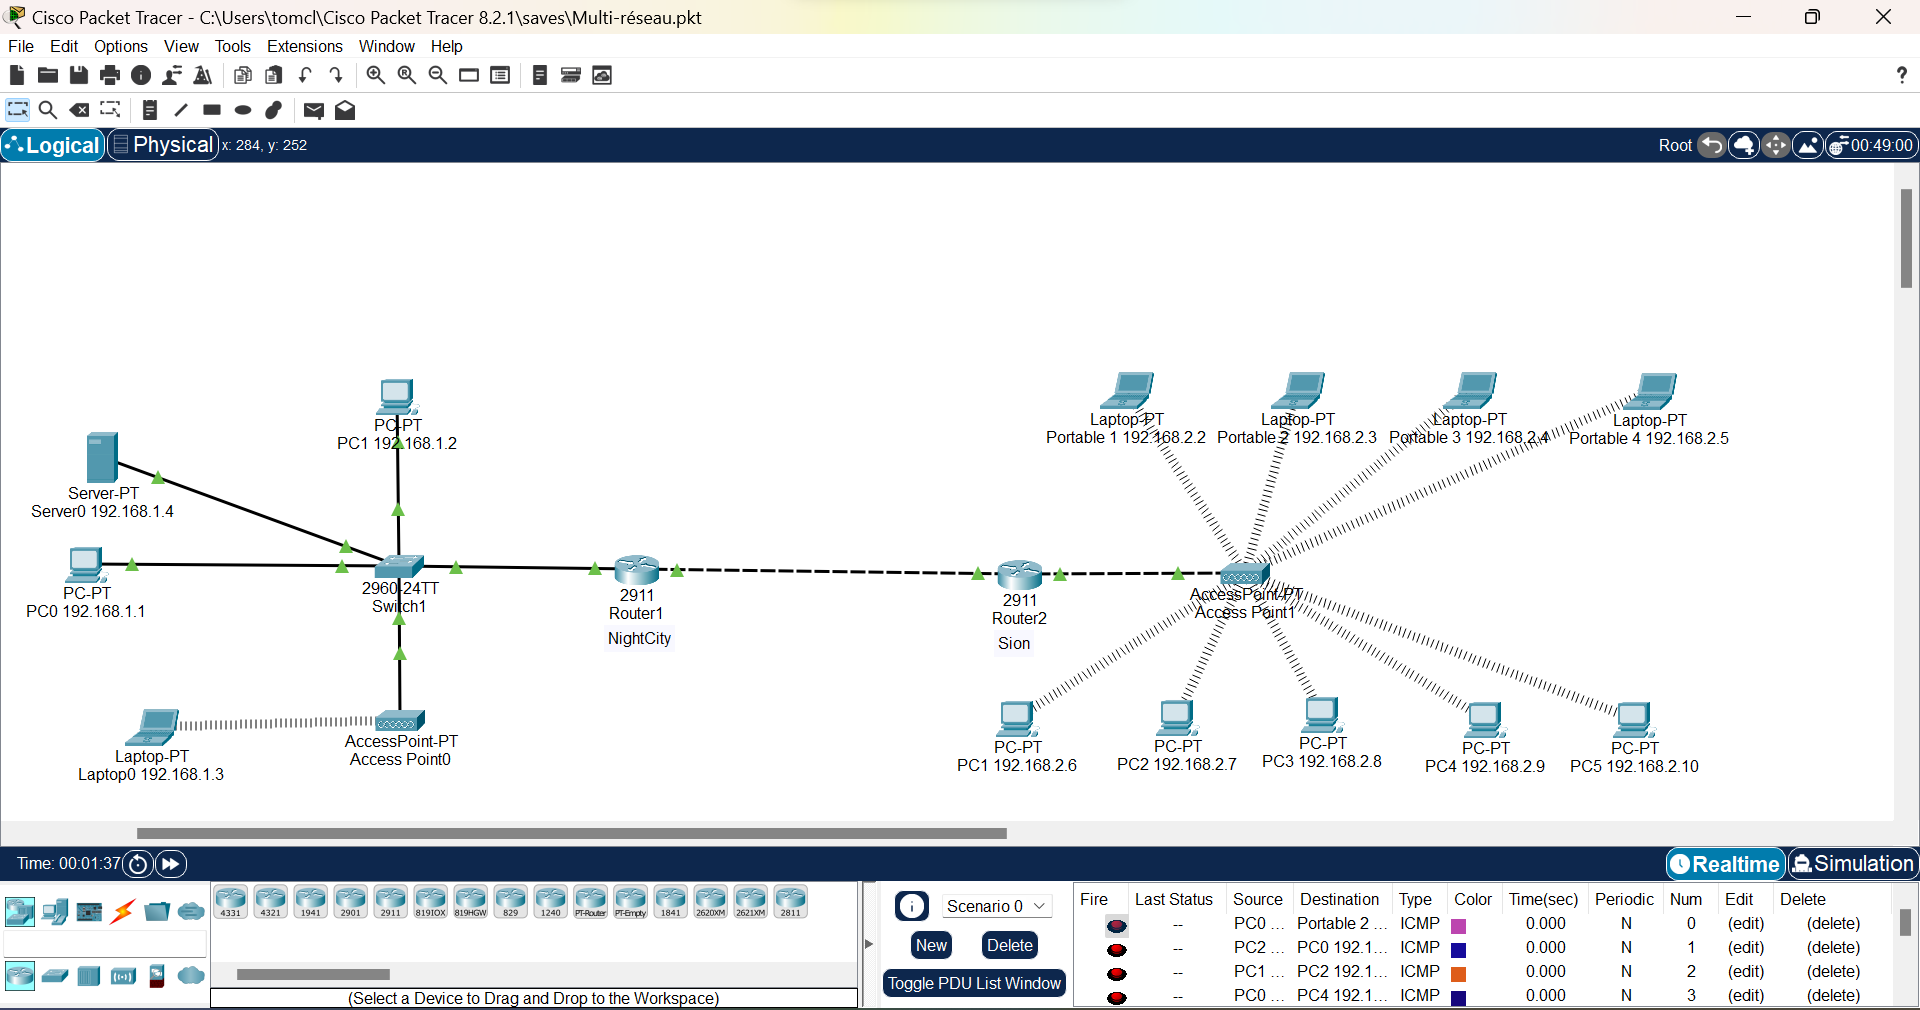 Cisco Packet Tracer - C:\Users\tomcl\Cisco Packet Tracer 8.2.1\saves\Multi-réseau.pkt
File Edit Options View Tools Extensions Window Help
?
Logical Physical x: 284, y: 252 Root 00:49:00
PC-PT
PC1 192.168.1.2
Server-PT
Server0 192.168.1.4
PC-PT
PC0 192.168.1.1
2960-24TT
Switch1
2911
Router1
NightCity
Laptop-PT
Laptop0 192.168.1.3
AccessPoint-PT
Access Point0
2911
Router2
Sion
Laptop-PT
Portable 1 192.168.2.2
Laptop-PT
Portable 2 192.168.2.3
Laptop-PT
Portable 3 192.168.2.4
Laptop-PT
Portable 4 192.168.2.5
AccessPoint-PT
Access Point1
PC-PT
PC1 192.168.2.6
PC-PT
PC2 192.168.2.7
PC-PT
PC3 192.168.2.8
PC-PT
PC4 192.168.2.9
PC-PT
PC5 192.168.2.10
Time: 00:01:37 Realtime Simulation
4331 4321 1941 2901 2911 819IOX 819HGW 829 1240 PT-Router PT-Empty 1841 2620XM 2621XM 2811
(Select a Device to Drag and Drop to the Workspace)
Scenario 0
New Delete
Toggle PDU List Window
Fire Last Status Source Destination Type Color Time(sec) Periodic Num Edit Delete
-- PC0 ... Portable 2 ... ICMP 0.000 N 0 (edit) (delete)
-- PC2 ... PC0 192.1... ICMP 0.000 N 1 (edit) (delete)
-- PC1 ... PC2 192.1... ICMP 0.000 N 2 (edit) (delete)
-- PC0 ... PC4 192.1... ICMP 0.000 N 3 (edit) (delete)